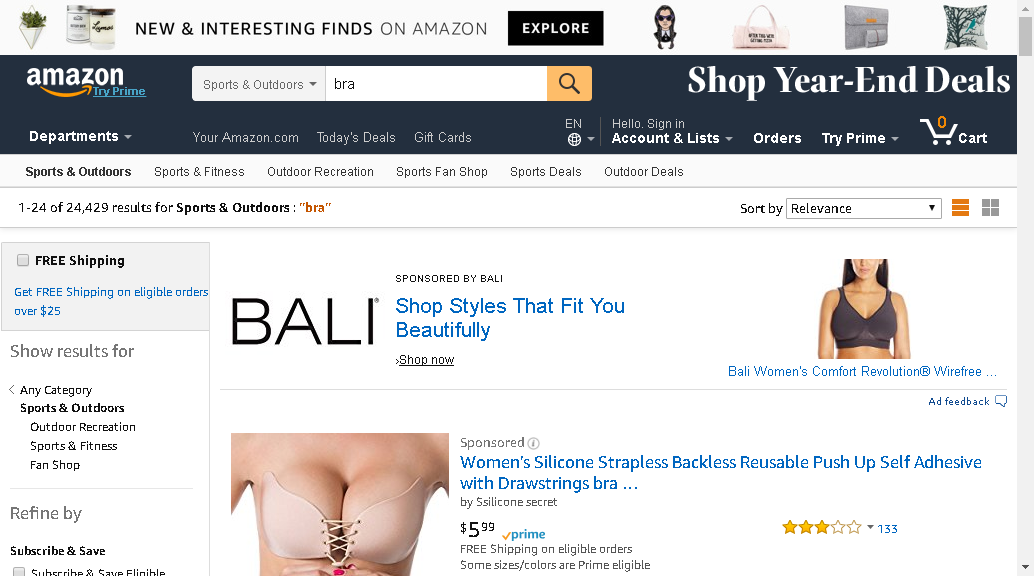 NEW & INTERESTING FINDS ON AMAZON EXPLORE
amazon
Try Prime
Sports & Outdoors bra
Shop Year-End Deals
Departments
Your Amazon.com Today's Deals Gift Cards
EN
Hello. Sign in
Account & Lists
Orders
Try Prime
0
Cart
Sports & Outdoors Sports & Fitness Outdoor Recreation Sports Fan Shop Sports Deals Outdoor Deals
1-24 of 24,429 results for Sports & Outdoors : "bra"
Sort by Relevance
FREE Shipping
Get FREE Shipping on eligible orders
over $25
Show results for
Any Category
Sports & Outdoors
Outdoor Recreation
Sports & Fitness
Fan Shop
Refine by
Subscribe & Save
Subscribe & Save Eligible
BALI®
SPONSORED BY BALI
Shop Styles That Fit You
Beautifully
›Shop now
Bali Women's Comfort Revolution® Wirefree ...
Ad feedback
Sponsored
Women's Silicone Strapless Backless Reusable Push Up Self Adhesive
with Drawstrings bra ...
by Ssilicone secret
$5 99 prime
FREE Shipping on eligible orders
Some sizes/colors are Prime eligible
133